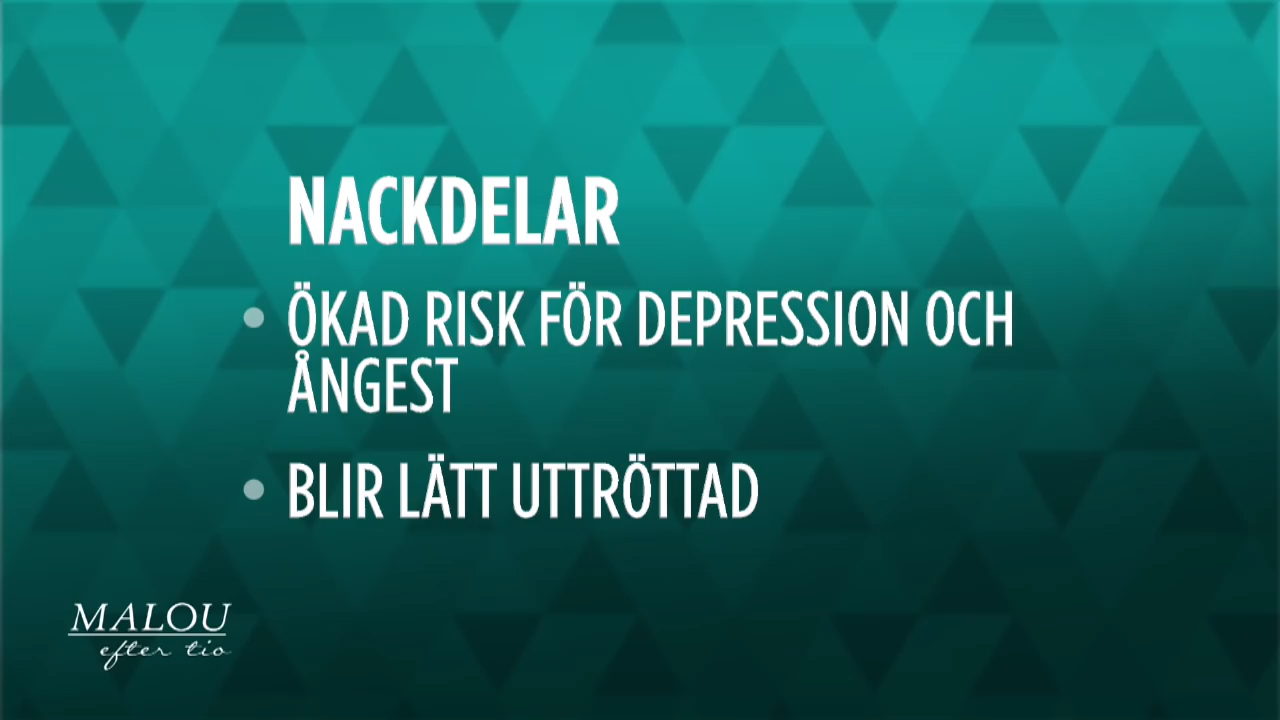 NACKDELAR
ÖKAD RISK FÖR DEPRESSION OCH
ÅNGEST
BLIR LÄTT UTTRÖTTAD
MALOU
efter tio